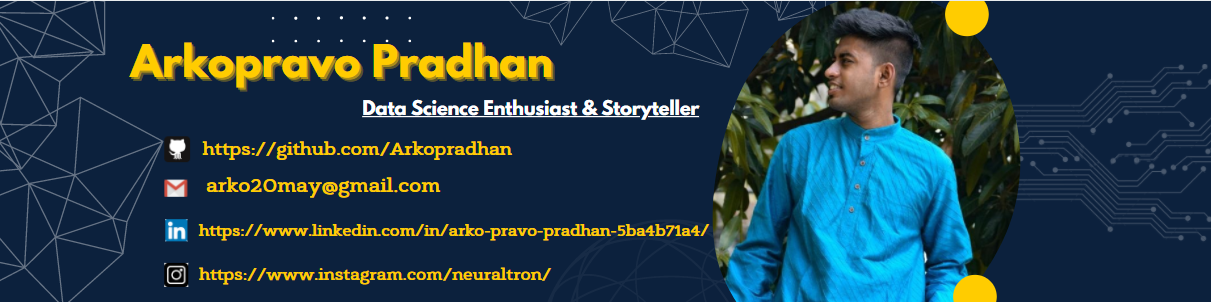 Arkopravo Pradhan
Data Science Enthusiast & Storyteller
https://github.com/Arkopradhan
arko20may@gmail.com
https://www.linkedin.com/in/arko-pravo-pradhan-5ba4b71a4/
https://www.instagram.com/neuraltron/